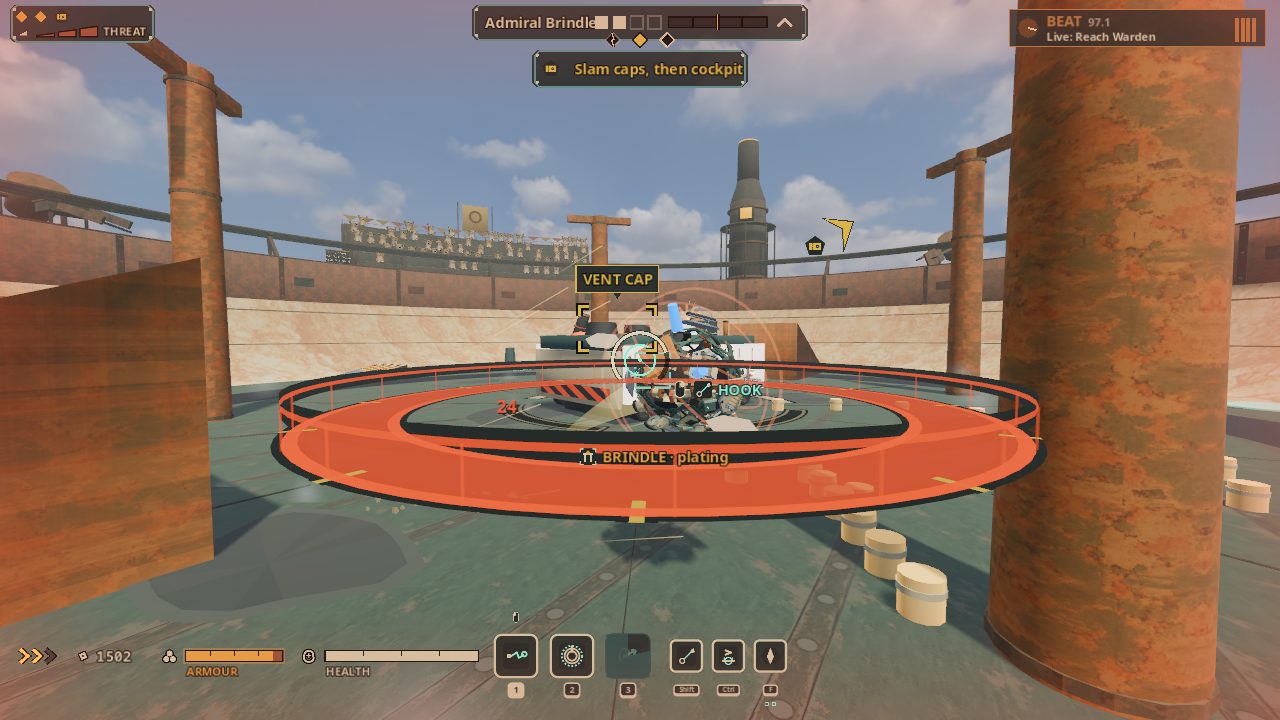 THREAT
Admiral Brindle
Slam caps, then cockpit
BEAT 97.1
Live: Reach Warden
VENT CAP
HOOK
24
BRINDLE · plating
1502
ARMOUR
HEALTH
1
2
3
Shift
Ctrl
F